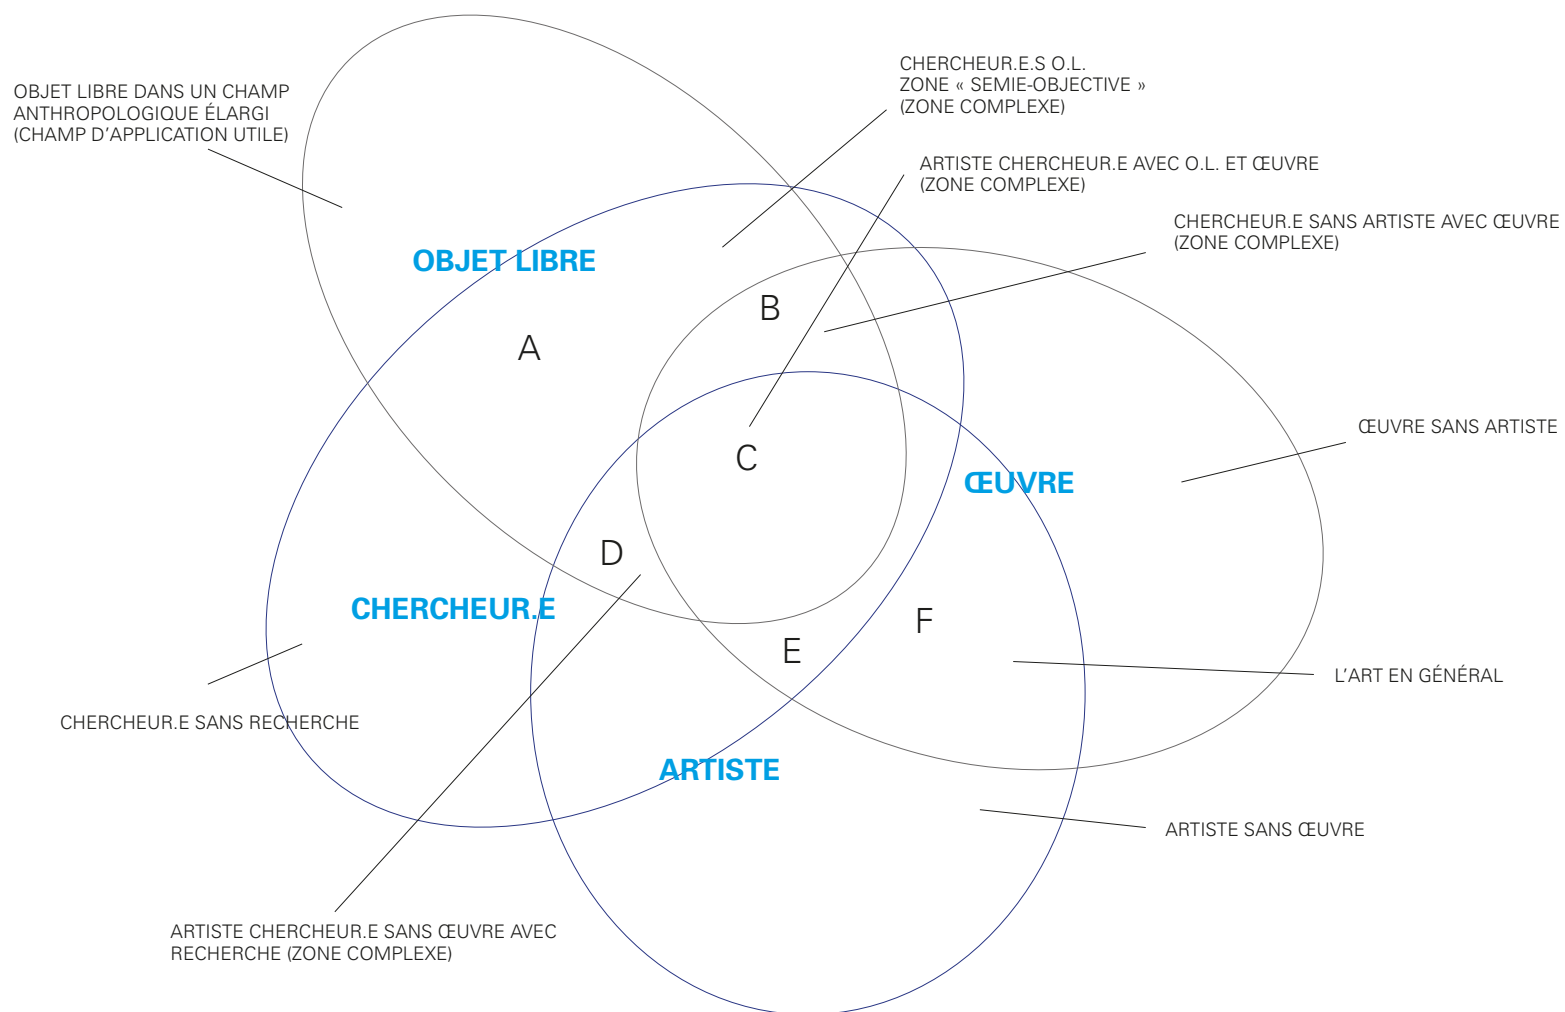 OBJET LIBRE DANS UN CHAMP
ANTHROPOLOGIQUE ÉLARGI
(CHAMP D'APPLICATION UTILE)
CHERCHEUR.E.S O.L.
ZONE « SEMIE-OBJECTIVE »
(ZONE COMPLEXE)
ARTISTE CHERCHEUR.E AVEC O.L. ET ŒUVRE
(ZONE COMPLEXE)
CHERCHEUR.E SANS ARTISTE AVEC ŒUVRE
(ZONE COMPLEXE)
OBJET LIBRE
B
A
ŒUVRE SANS ARTISTE
C
ŒUVRE
D
CHERCHEUR.E
F
E
L'ART EN GÉNÉRAL
CHERCHEUR.E SANS RECHERCHE
ARTISTE
ARTISTE SANS ŒUVRE
ARTISTE CHERCHEUR.E SANS ŒUVRE AVEC
RECHERCHE (ZONE COMPLEXE)